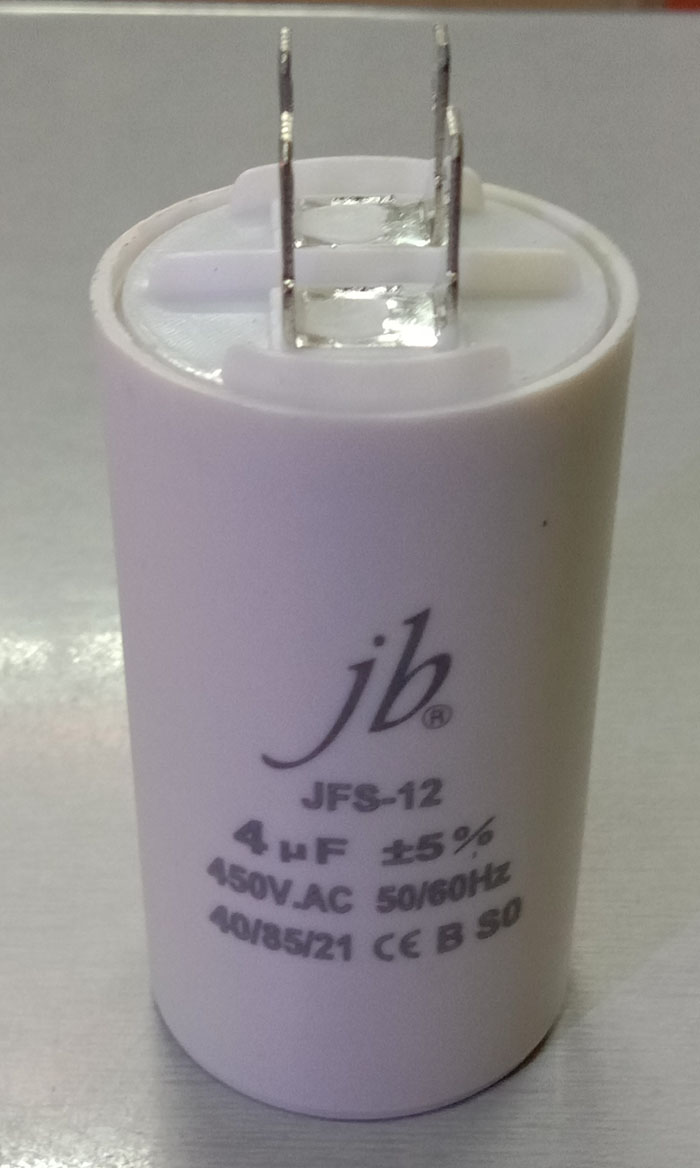 jb®
JFS-12
4 µF ±5%
450V.AC 50/60Hz
40/85/21 CE B S0